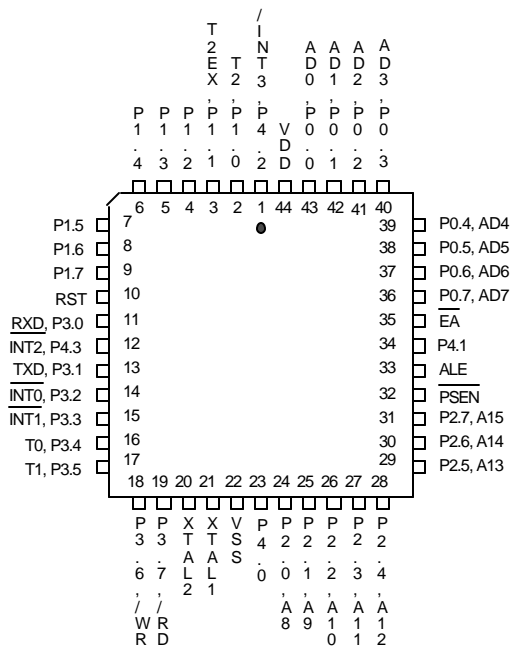 P1.4
P1.3
P1.2
T2EX, P1.1
T2, P1.0
/INT3, P4.2
VDD
AD0, P0.0
AD1, P0.1
AD2, P0.2
AD3, P0.3
6 5 4 3 2 1 44 43 42 41 40
P1.5 7
P1.6 8
P1.7 9
RST 10
RXD, P3.0 11
INT2, P4.3 12
TXD, P3.1 13
INT0, P3.2 14
INT1, P3.3 15
T0, P3.4 16
T1, P3.5 17
39 P0.4, AD4
38 P0.5, AD5
37 P0.6, AD6
36 P0.7, AD7
35 EA
34 P4.1
33 ALE
32 PSEN
31 P2.7, A15
30 P2.6, A14
29 P2.5, A13
18 19 20 21 22 23 24 25 26 27 28
P3.6, /WR
P3.7, /RD
XTAL2
XTAL1
VSS
P4.0
P2.0, A8
P2.1, A9
P2.2, A10
P2.3, A11
P2.4, A12